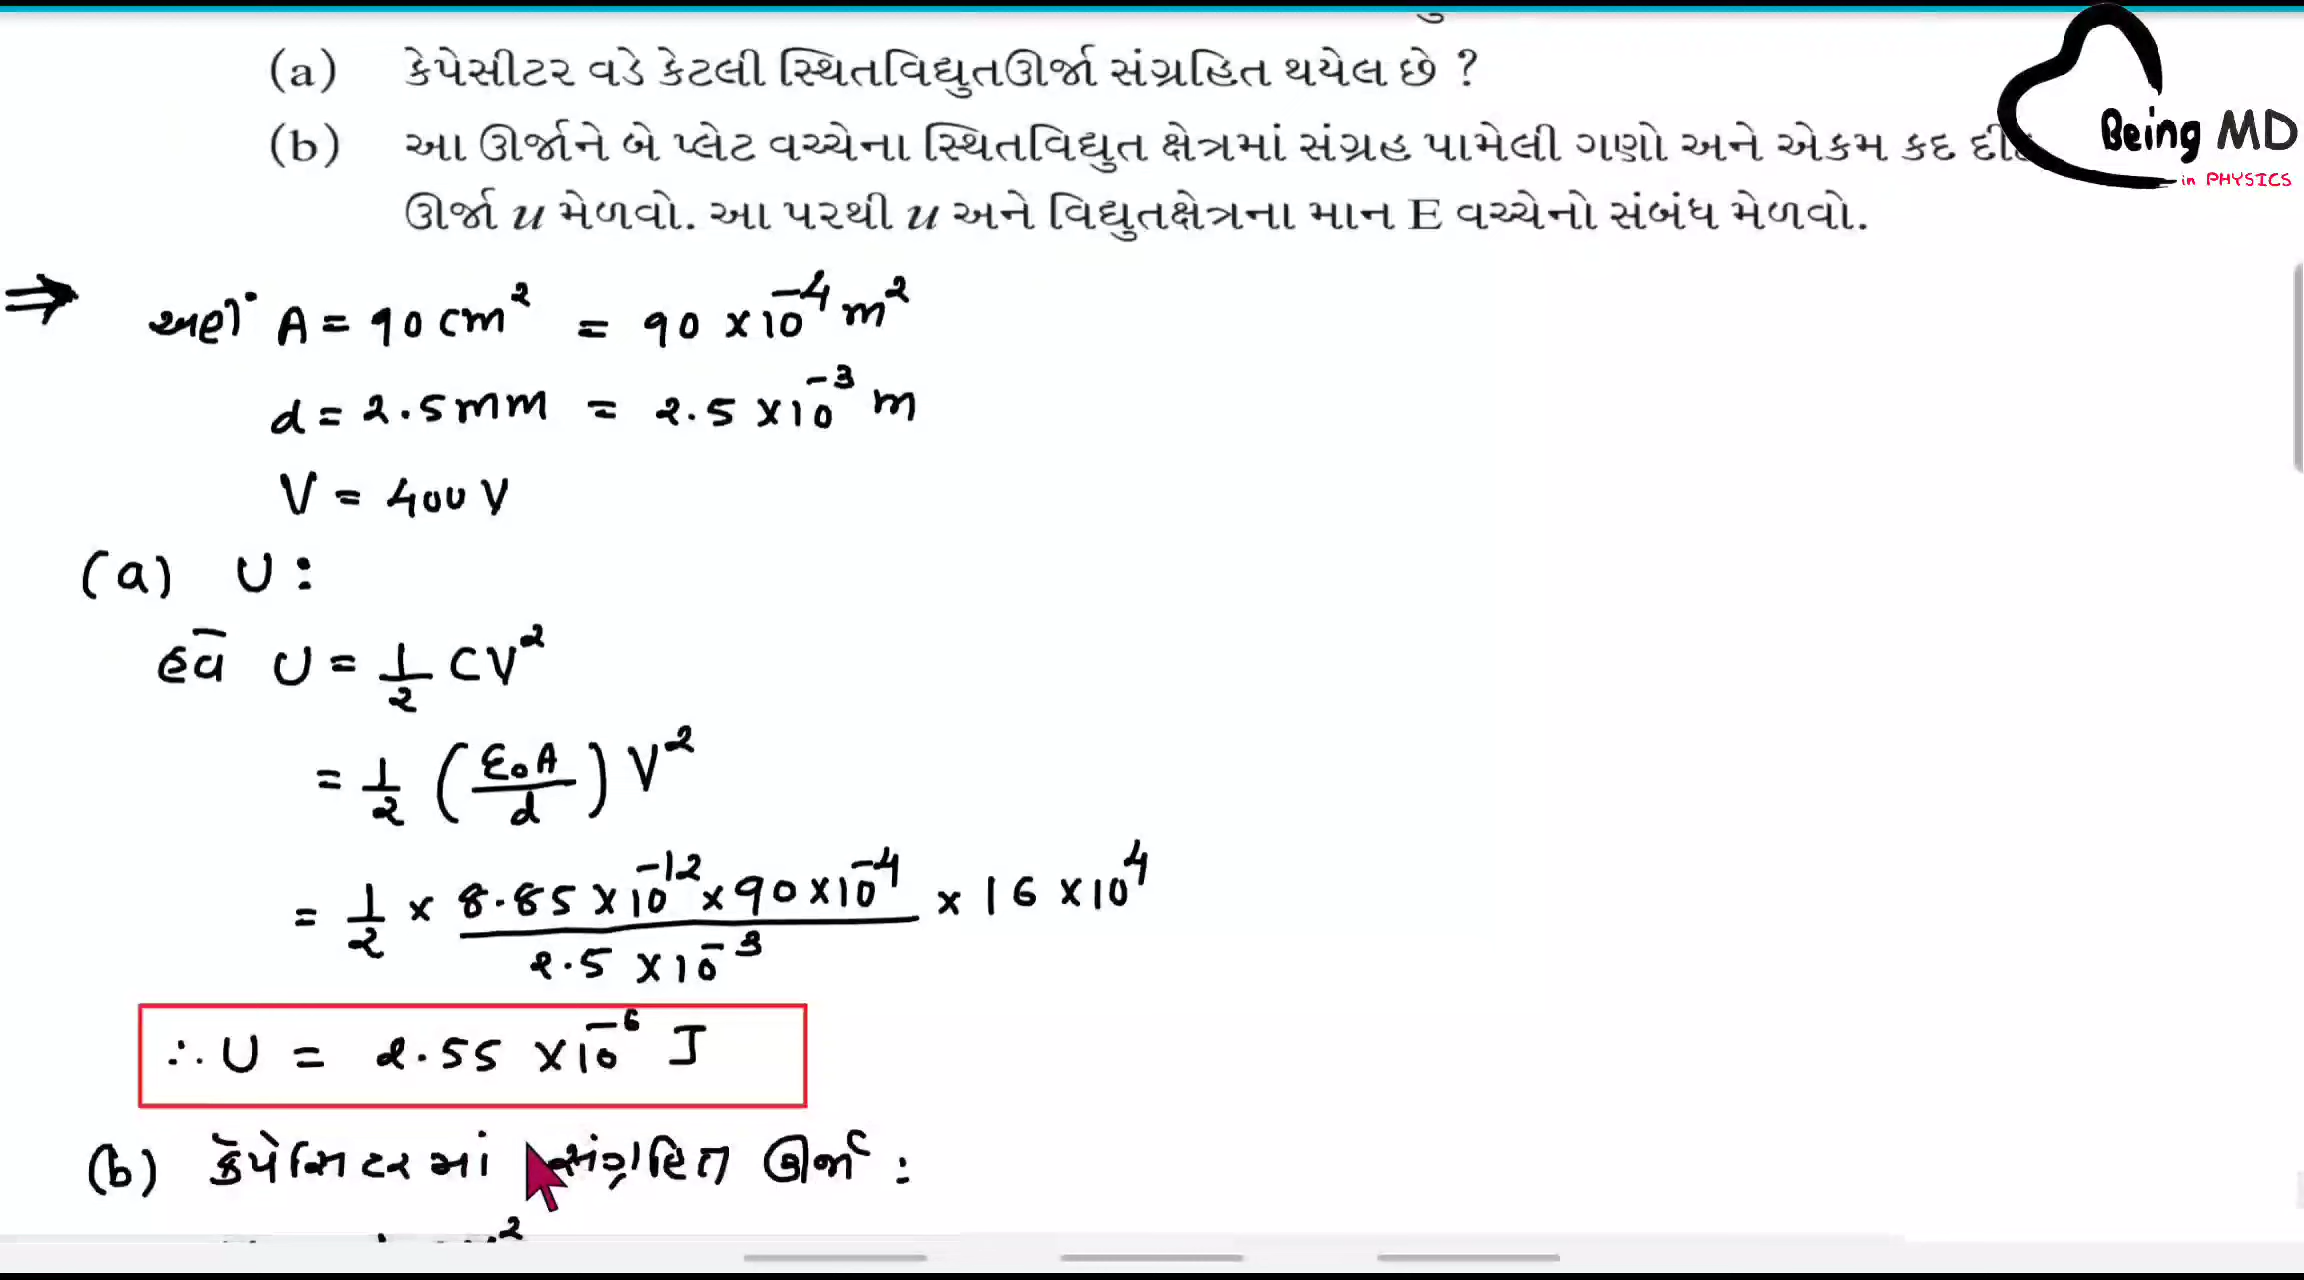 (a) કેપેસીટર વડે કેટલી સ્થિતવિદ્યુતઊર્જા સંગ્રહિત થયેલ છે ?
(b) આ ઊર્જાને બે પ્લેટ વચ્ચેના સ્થિતવિદ્યુત ક્ષેત્રમાં સંગ્રહ પામેલી ગણો અને એકમ કદ
ઊર્જા u મેળવો. આ પરથી u અને વિદ્યુતક્ષેત્રના માન E વચ્ચેનો સંબંધ મેળવો.
Being MD
in PHYSICS
⇒ અહીં A = 90 cm² = 90 × 10⁻⁴ m²
d = 2.5 mm = 2.5 × 10⁻³ m
V = 400 V
(a) U :
હવે U = 1/2 CV²
= 1/2 (ε₀A/d) V²
= 1/2 × (8.85 × 10⁻¹² × 90 × 10⁻⁴)/(2.5 × 10⁻³) × 16 × 10⁴
∴ U = 2.55 × 10⁻⁶ J
(b) કેપેસિટરમાં સંગ્રહિત ઊર્જા :